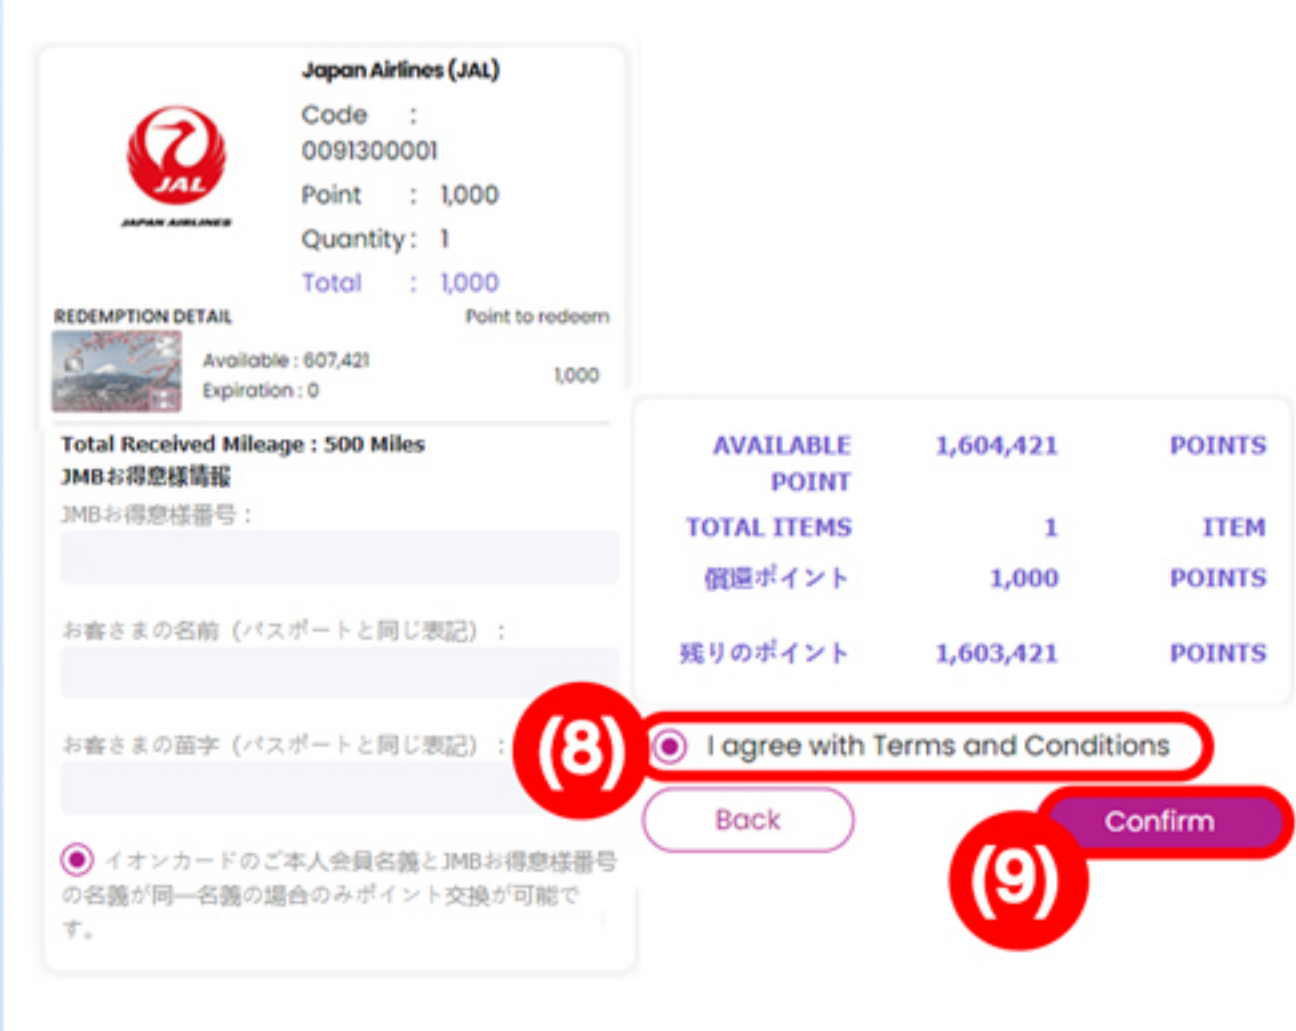 Japan Airlines (JAL)
Code :
0091300001
Point : 1,000
Quantity : 1
Total : 1,000
JAL
JAPAN AIRLINES
REDEMPTION DETAIL Point to redeem
Available : 607,421
Expiration : 0
1,000
Total Received Mileage : 500 Miles
JMBお得意様情報
JMBお得意様番号 :
お客さまの名前（パスポートと同じ表記） :
お客さまの苗字（パスポートと同じ表記） :
イオンカードのご本人会員名義とJMBお得意様番号
の名義が同一名義の場合のみポイント交換が可能で
す。
AVAILABLE 1,604,421 POINTS
POINT
TOTAL ITEMS 1 ITEM
償還ポイント 1,000 POINTS
残りのポイント 1,603,421 POINTS
(8) I agree with Terms and Conditions
Back
Confirm
(9)